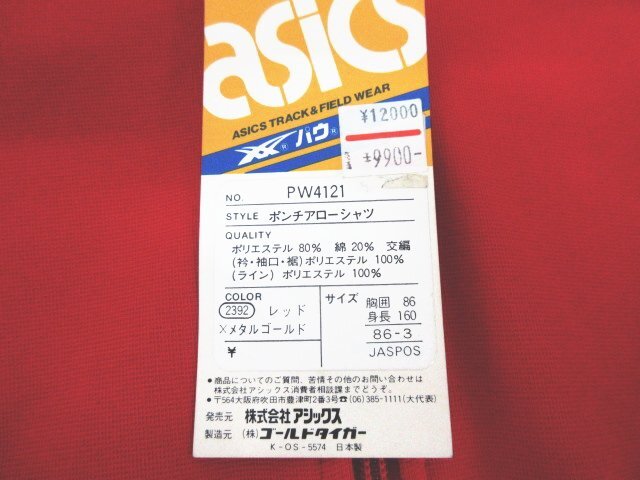 asics
ASICS TRACK & FIELD WEAR
パウ
¥12000
¥9900-
NO. PW4121
STYLE ポンチアローシャツ
QUALITY
ポリエステル 80% 綿 20% 交編
(衿・袖口・裾)ポリエステル 100%
(ライン) ポリエステル 100%
COLOR
2392 レッド
×メタルゴールド
¥
サイズ 胸囲 86
身長 160
86-3
JASPOS
●商品についてのご質問、苦情その他のお問い合わせは
株式会社アシックス消費者相談課までどうぞ。
●〒564大阪府吹田市豊津町2番3号☎(06)385-1111(大代表)
発売元 株式会社アシックス
製造元 (株)ゴールドタイガー
K-OS-5574 日本製